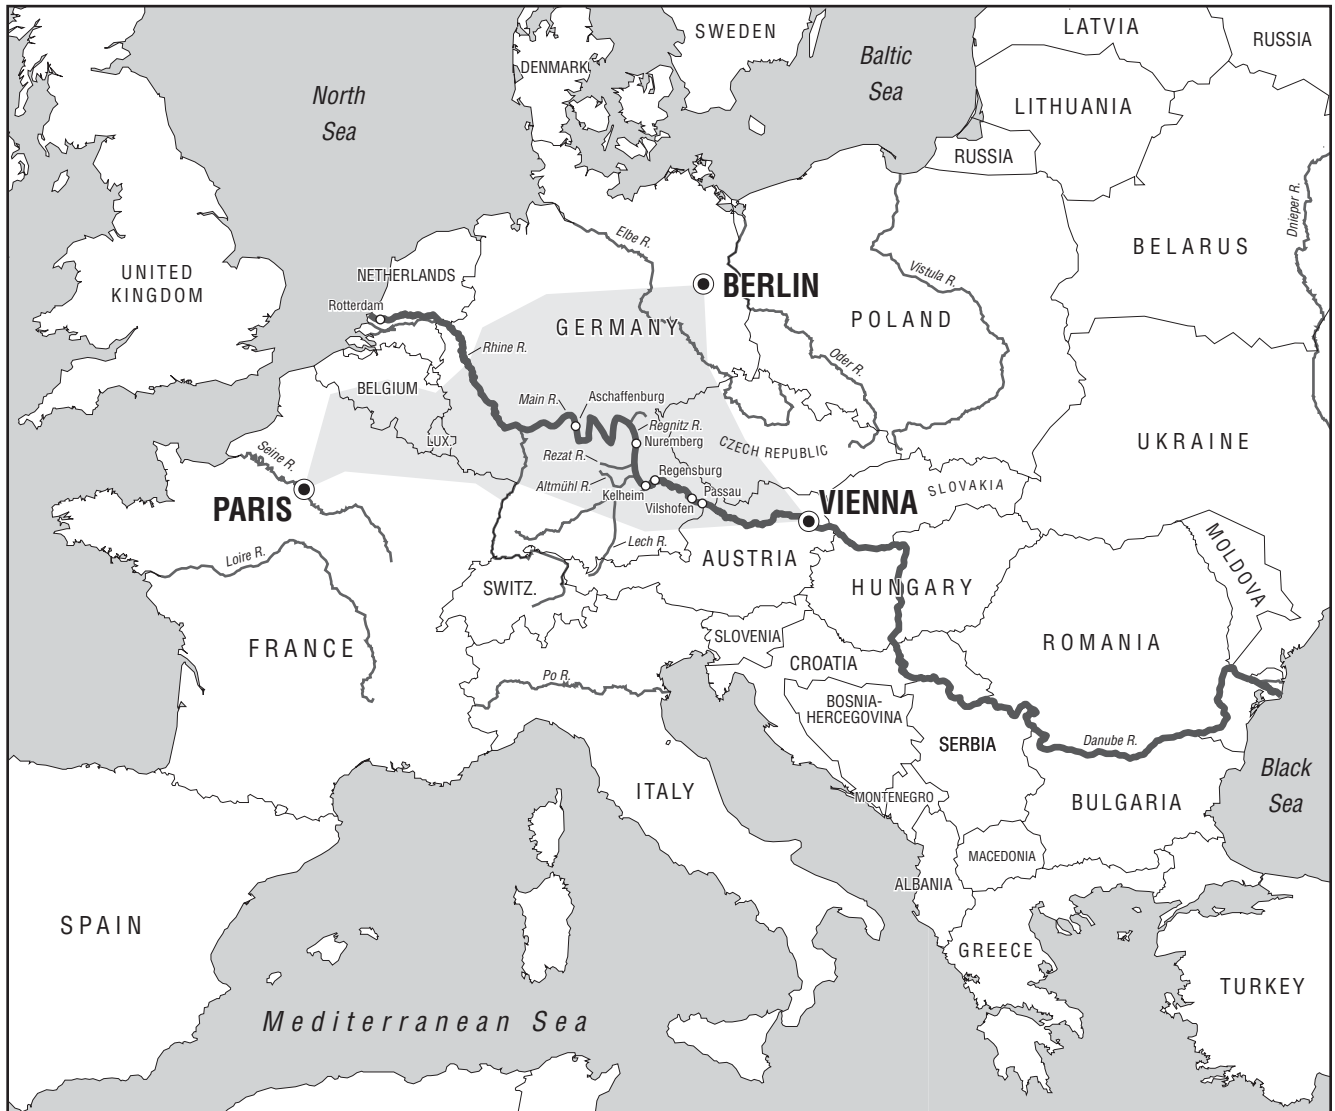 SWEDEN
LATVIA
RUSSIA
DENMARK
Baltic
Sea
North
Sea
LITHUANIA
RUSSIA
Dnieper R.
BELARUS
Elbe R.
UNITED
KINGDOM
NETHERLANDS
Vistula R.
BERLIN
Rotterdam
GERMANY
POLAND
Rhine R.
Oder R.
BELGIUM
Main R.
Aschaffenburg
Regnitz R.
LUX.
Nuremberg
CZECH REPUBLIC
UKRAINE
Seine R.
Rezat R.
Regensburg
Altmühl R.
Kelheim
Passau
SLOVAKIA
PARIS
Vilshofen
VIENNA
Lech R.
Loire R.
AUSTRIA
MOLDOVA
SWITZ.
HUNGARY
FRANCE
SLOVENIA
ROMANIA
CROATIA
Po R.
BOSNIA-
HERCEGOVINA
SERBIA
Danube R.
Black
Sea
ITALY
MONTENEGRO
BULGARIA
MACEDONIA
ALBANIA
SPAIN
GREECE
TURKEY
Mediterranean Sea